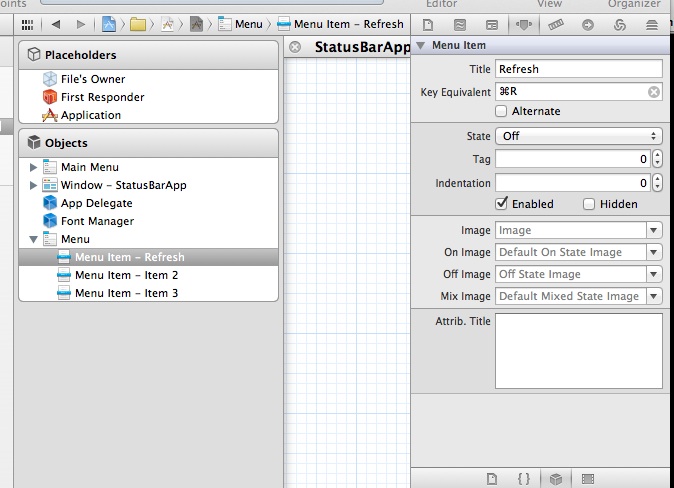 oints
Editor
View
Organizer
Menu
Menu Item - Refresh
Placeholders
File's Owner
First Responder
Application
Objects
Main Menu
Window - StatusBarApp
App Delegate
Font Manager
Menu
Menu Item - Refresh
Menu Item - Item 2
Menu Item - Item 3
StatusBarApp
Menu Item
Title Refresh
Key Equivalent ⌘R
Alternate
State Off
Tag 0
Indentation 0
Enabled Hidden
Image Image
On Image Default On State Image
Off Image Off State Image
Mix Image Default Mixed State Image
Attrib. Title
{ }